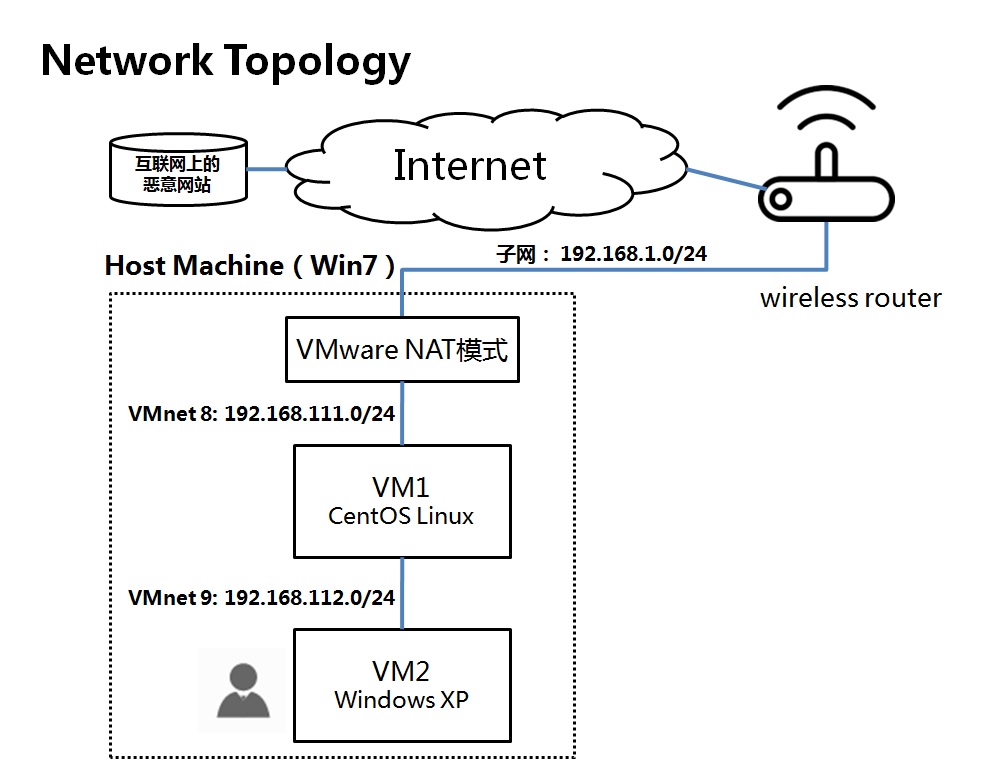 Network Topology
互联网上的
恶意网站
Internet
子网： 192.168.1.0/24
Host Machine（Win7）
wireless router
VMware NAT模式
VMnet 8: 192.168.111.0/24
VM1
CentOS Linux
VMnet 9: 192.168.112.0/24
VM2
Windows XP